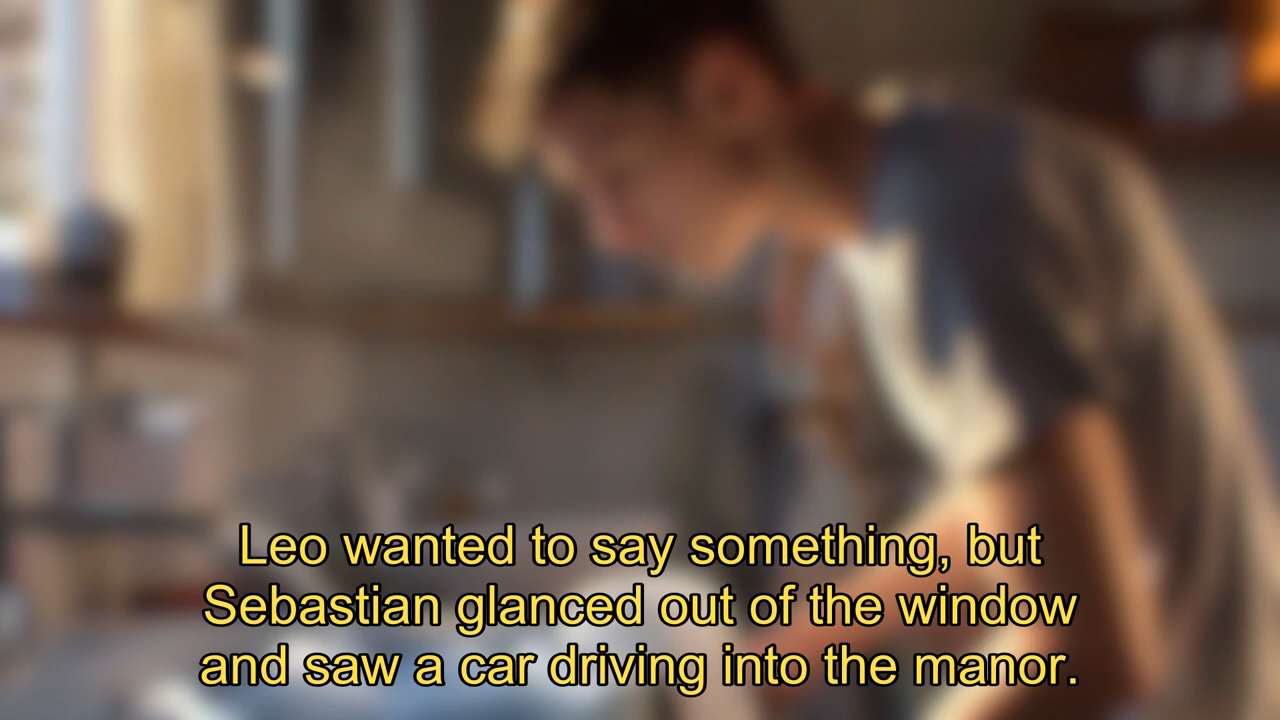 Leo wanted to say something, but
Sebastian glanced out of the window
and saw a car driving into the manor.